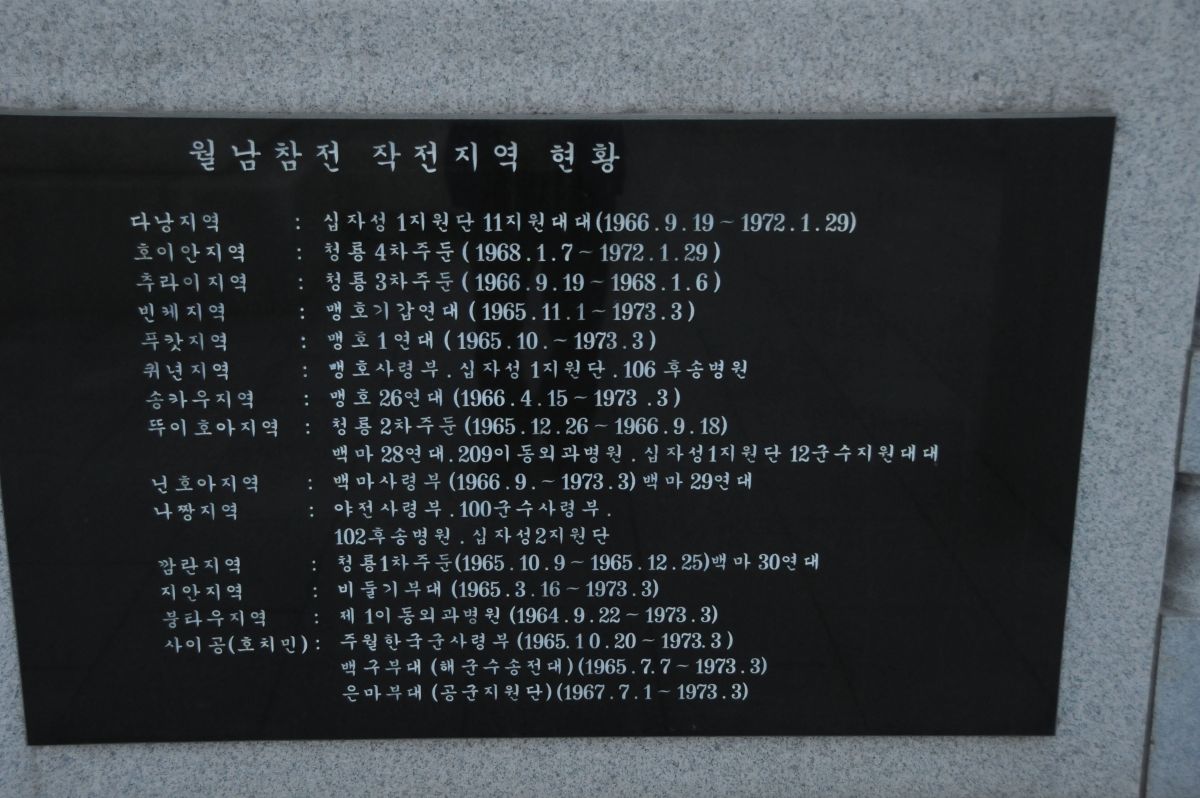 월남참전 작전지역 현황
다낭지역 : 십자성 1지원단 11지원대대(1966.9.19~1972.1.29)
호이안지역 : 청룡4차주둔(1968.1.7~1972.1.29)
추라이지역 : 청룡3차주둔(1966.9.19~1968.1.6)
빈케지역 : 맹호기갑연대(1965.11.1~1973.3)
푸캇지역 : 맹호1연대(1965.10.~1973.3)
퀴년지역 : 맹호사령부.십자성1지원단.106 후송병원
송카우지역 : 맹호26연대(1966.4.15~1973.3)
뚜이호아지역 : 청룡2차주둔(1965.12.26~1966.9.18)
백마28연대.209이동외과병원.십자성1지원단 12군수지원대대
닌호아지역 : 백마사령부(1966.9.~1973.3)백마29연대
나짱지역 : 야전사령부.100군수사령부.
102후송병원.십자성2지원단
깜란지역 : 청룡1차주둔(1965.10.9~1965.12.25)백마30연대
지안지역 : 비둘기부대(1965.3.16~1973.3)
붕타우지역 : 제1이동외과병원(1964.9.22~1973.3)
사이공(호치민) : 주월한국군사령부(1965.10.20~1973.3)
백구부대(해군수송전대)(1965.7.7~1973.3)
은마부대(공군지원단)(1967.7.1~1973.3)